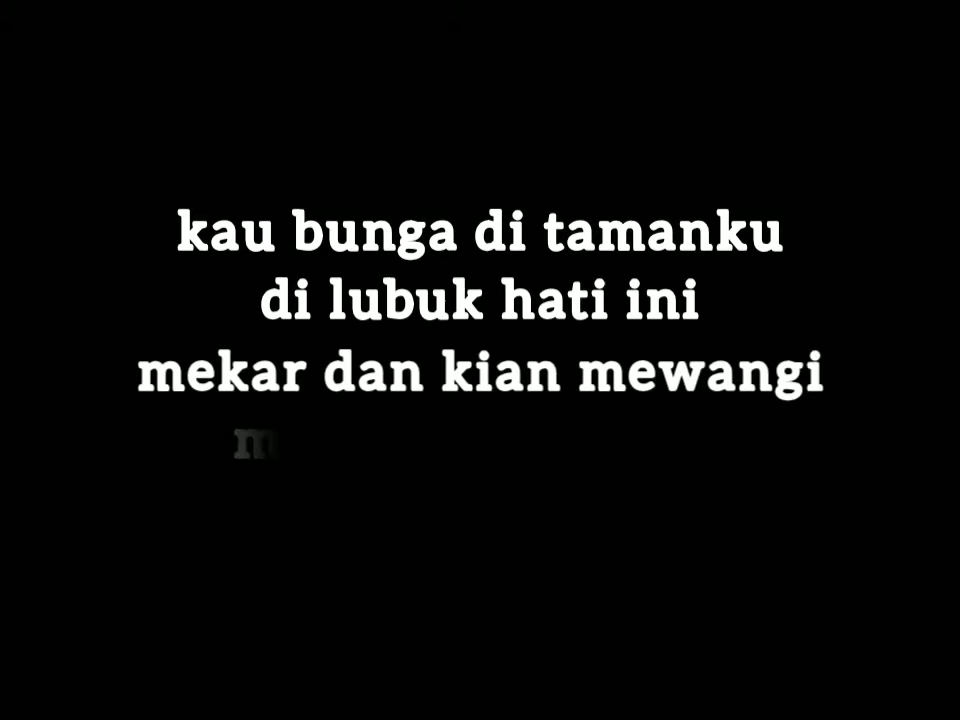 kau bunga di tamanku
di lubuk hati ini
mekar dan kian mewangi